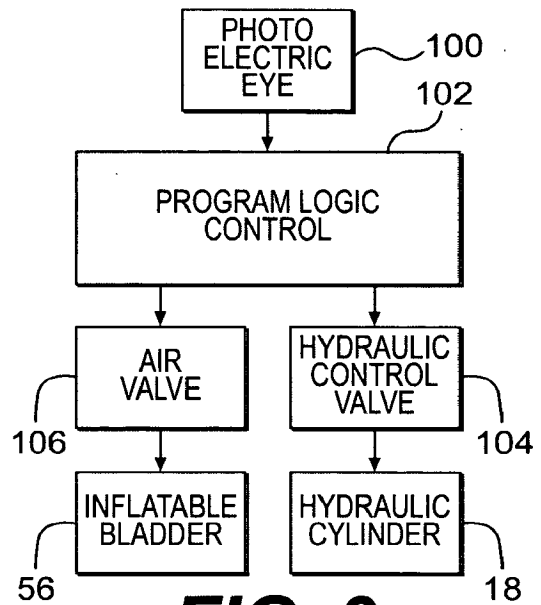 PHOTO
ELECTRIC
EYE
100
102
PROGRAM LOGIC
CONTROL
AIR
VALVE
HYDRAULIC
CONTROL
VALVE
106
104
INFLATABLE
BLADDER
HYDRAULIC
CYLINDER
56
18
FIG.